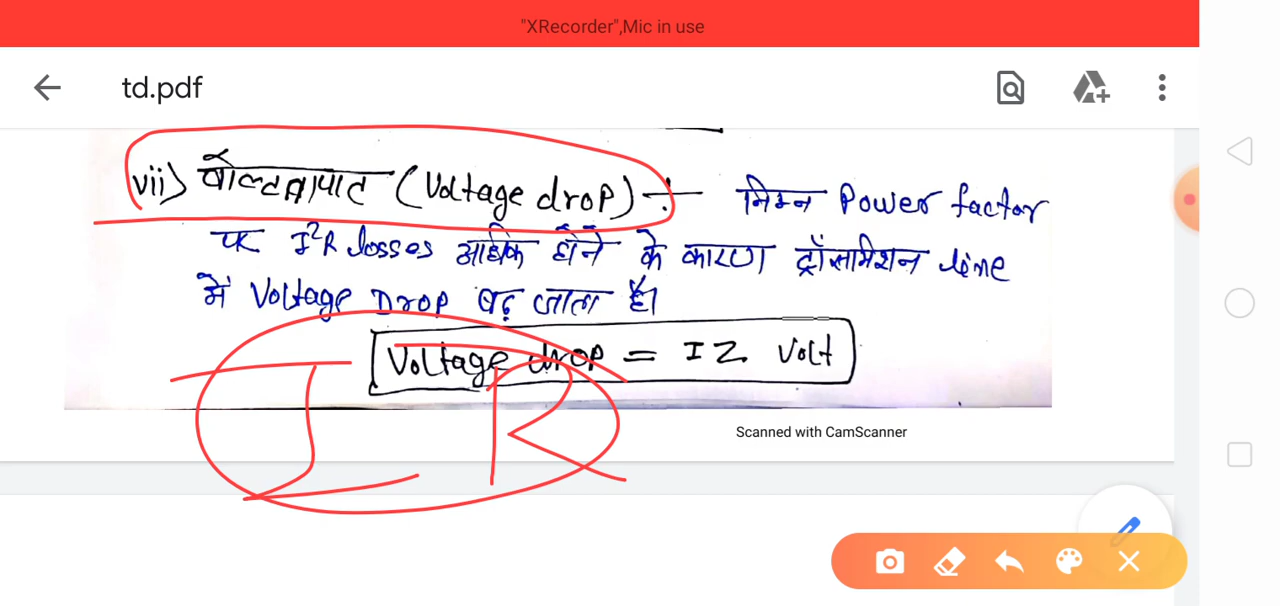 "XRecorder",Mic in use
td.pdf
vii) वोल्टतापात (Voltage drop) :- निम्न Power factor
पर I²R losses अधिक होने के कारण ट्राँसमिशन line
में Voltage Drop बढ़ जाता है।
Voltage drop = IZ Volt
IR
Scanned with CamScanner